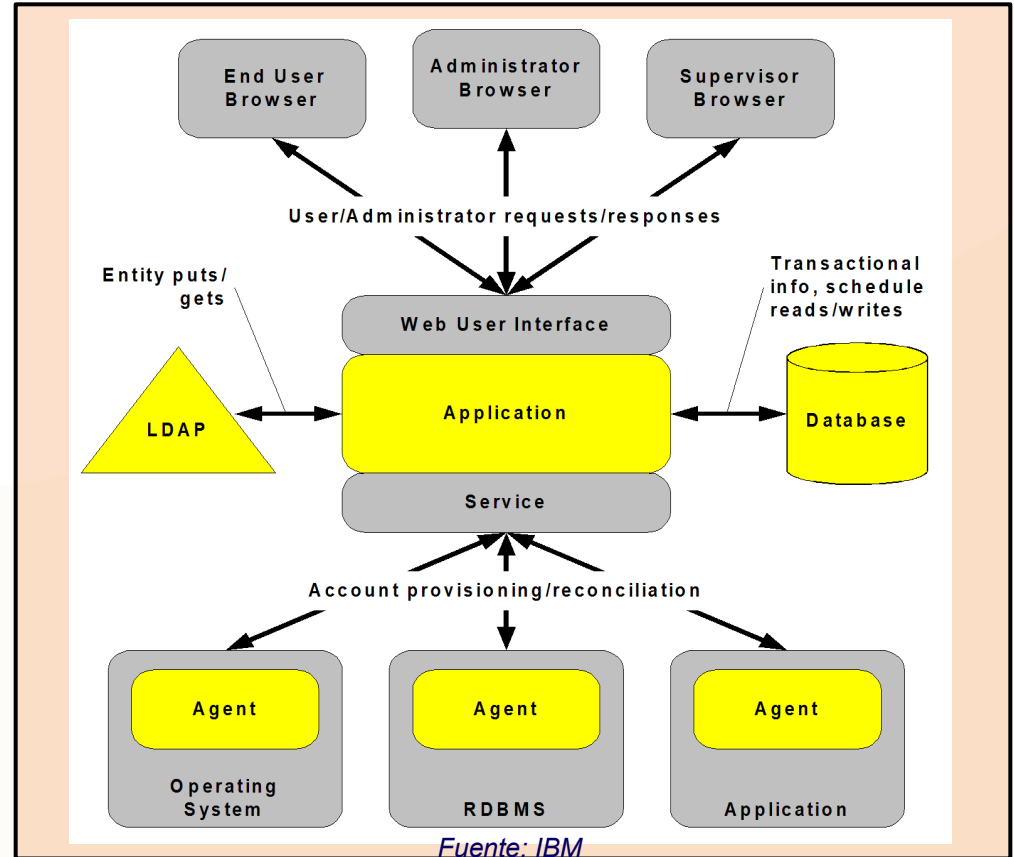 End User
Browser
Administrator
Browser
Supervisor
Browser
User/Administrator requests/responses
Entity puts/
gets
Transactional
info, schedule
reads/writes
Web User Interface
LDAP
Application
Database
Service
Account provisioning/reconciliation
Agent
Agent
Agent
Operating
System
RDBMS
Application
Fuente: IBM